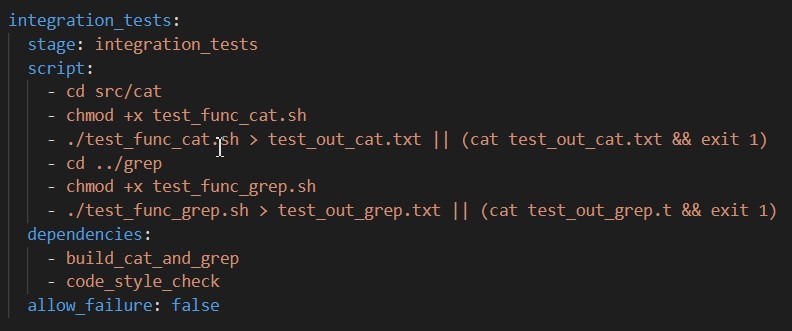 integration_tests:
  stage: integration_tests
  script:
    - cd src/cat
    - chmod +x test_func_cat.sh
    - ./test_func_cat.sh > test_out_cat.txt || (cat test_out_cat.txt && exit 1)
    - cd ../grep
    - chmod +x test_func_grep.sh
    - ./test_func_grep.sh > test_out_grep.txt || (cat test_out_grep.t && exit 1)
  dependencies:
    - build_cat_and_grep
    - code_style_check
  allow_failure: false